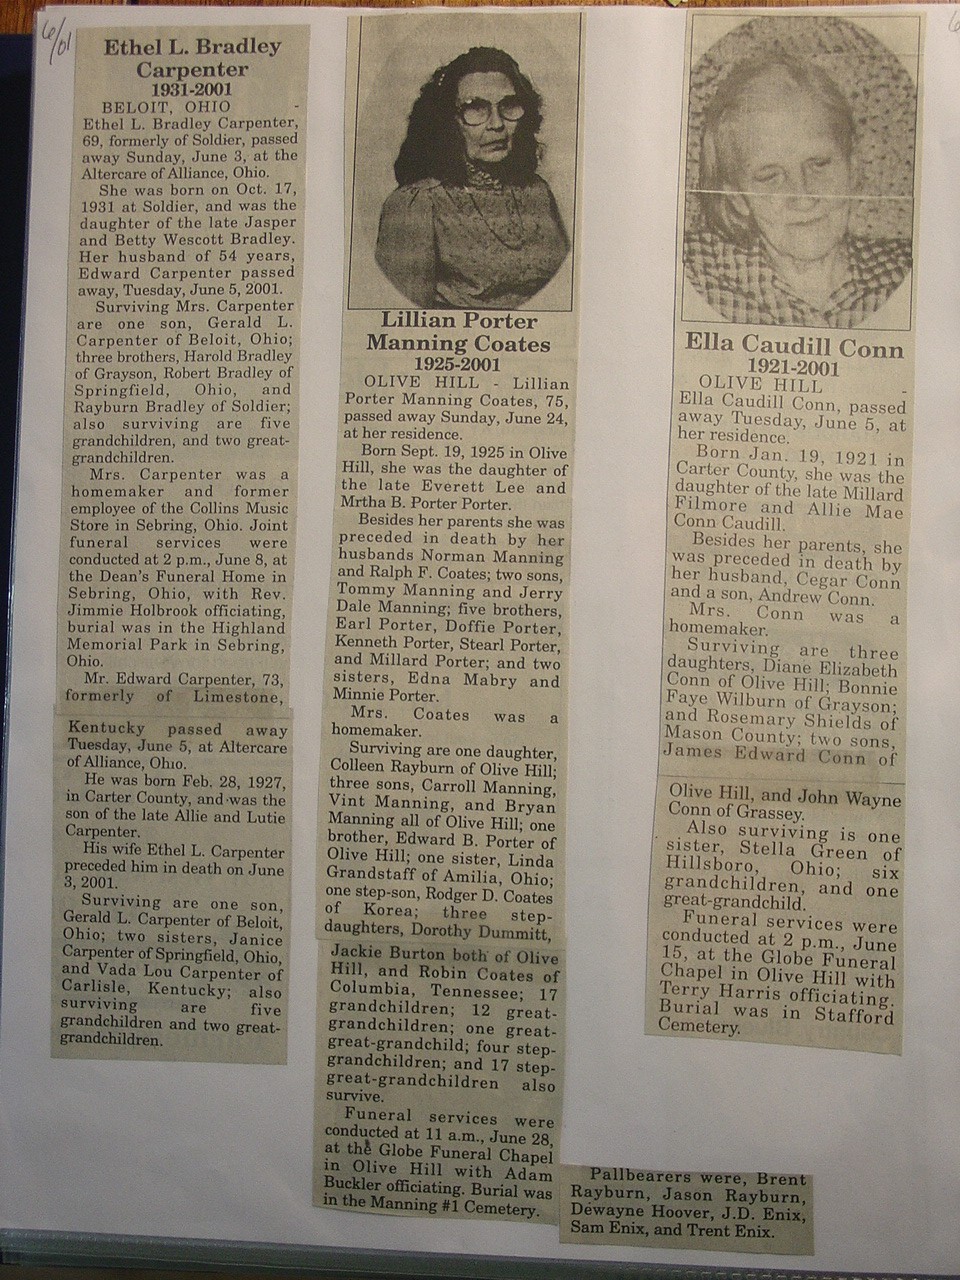 6/01
Ethel L. Bradley
Carpenter
1931-2001
BELOIT, OHIO -
Ethel L. Bradley Carpenter,
69, formerly of Soldier, passed
away Sunday, June 3, at the
Altercare of Alliance, Ohio.
She was born on Oct. 17,
1931 at Soldier, and was the
daughter of the late Jasper
and Betty Wescott Bradley.
Her husband of 54 years,
Edward Carpenter passed
away, Tuesday, June 5, 2001.
Surviving Mrs. Carpenter
are one son, Gerald L.
Carpenter of Beloit, Ohio;
three brothers, Harold Bradley
of Grayson, Robert Bradley of
Springfield, Ohio, and
Rayburn Bradley of Soldier;
also surviving are five
grandchildren, and two great-
grandchildren.
Mrs. Carpenter was a
homemaker and former
employee of the Collins Music
Store in Sebring, Ohio. Joint
funeral services were
conducted at 2 p.m., June 8, at
the Dean's Funeral Home in
Sebring, Ohio, with Rev.
Jimmie Holbrook officiating,
burial was in the Highland
Memorial Park in Sebring,
Ohio.
Mr. Edward Carpenter, 73,
formerly of Limestone,
Kentucky passed away
Tuesday, June 5, at Altercare
of Alliance, Ohio.
He was born Feb. 28, 1927,
in Carter County, and was the
son of the late Allie and Lutie
Carpenter.
His wife Ethel L. Carpenter
preceded him in death on June
3, 2001.
Surviving are one son,
Gerald L. Carpenter of Beloit,
Ohio; two sisters, Janice
Carpenter of Springfield, Ohio,
and Vada Lou Carpenter of
Carlisle, Kentucky; also
surviving are five
grandchildren and two great-
grandchildren.
Lillian Porter
Manning Coates
1925-2001
OLIVE HILL - Lillian
Porter Manning Coates, 75,
passed away Sunday, June 24,
at her residence.
Born Sept. 19, 1925 in Olive
Hill, she was the daughter of
the late Everett Lee and
Mrtha B. Porter Porter.
Besides her parents she was
preceded in death by her
husbands Norman Manning
and Ralph F. Coates; two sons,
Tommy Manning and Jerry
Dale Manning; five brothers,
Earl Porter, Doffie Porter,
Kenneth Porter, Stearl Porter,
and Millard Porter; and two
sisters, Edna Mabry and
Minnie Porter.
Mrs. Coates was a
homemaker.
Surviving are one daughter,
Colleen Rayburn of Olive Hill;
three sons, Carroll Manning,
Vint Manning, and Bryan
Manning all of Olive Hill; one
brother, Edward B. Porter of
Olive Hill; one sister, Linda
Grandstaff of Amilia, Ohio;
one step-son, Rodger D. Coates
of Korea; three step-
daughters, Dorothy Dummitt,
Jackie Burton both of Olive
Hill, and Robin Coates of
Columbia, Tennessee; 17
grandchildren; 12 great-
grandchildren; one great-
great-grandchild; four step-
grandchildren; and 17 step-
great-grandchildren also
survive.
Funeral services were
conducted at 11 a.m., June 28,
at the Globe Funeral Chapel
in Olive Hill with Adam
Buckler officiating. Burial was
in the Manning #1 Cemetery.
Pallbearers were, Brent
Rayburn, Jason Rayburn,
Dewayne Hoover, J.D. Enix,
Sam Enix, and Trent Enix.
Ella Caudill Conn
1921-2001
OLIVE HILL -
Ella Caudill Conn, passed
away Tuesday, June 5, at
her residence.
Born Jan. 19, 1921 in
Carter County, she was the
daughter of the late Millard
Filmore and Allie Mae
Conn Caudill.
Besides her parents, she
was preceded in death by
her husband, Cegar Conn
and a son, Andrew Conn.
Mrs. Conn was a
homemaker.
Surviving are three
daughters, Diane Elizabeth
Conn of Olive Hill; Bonnie
Faye Wilburn of Grayson;
and Rosemary Shields of
Mason County; two sons,
James Edward Conn of
Olive Hill, and John Wayne
Conn of Grassey.
Also surviving is one
sister, Stella Green of
Hillsboro, Ohio; six
grandchildren, and one
great-grandchild.
Funeral services were
conducted at 2 p.m., June
15, at the Globe Funeral
Chapel in Olive Hill with
Terry Harris officiating.
Burial was in Stafford
Cemetery.